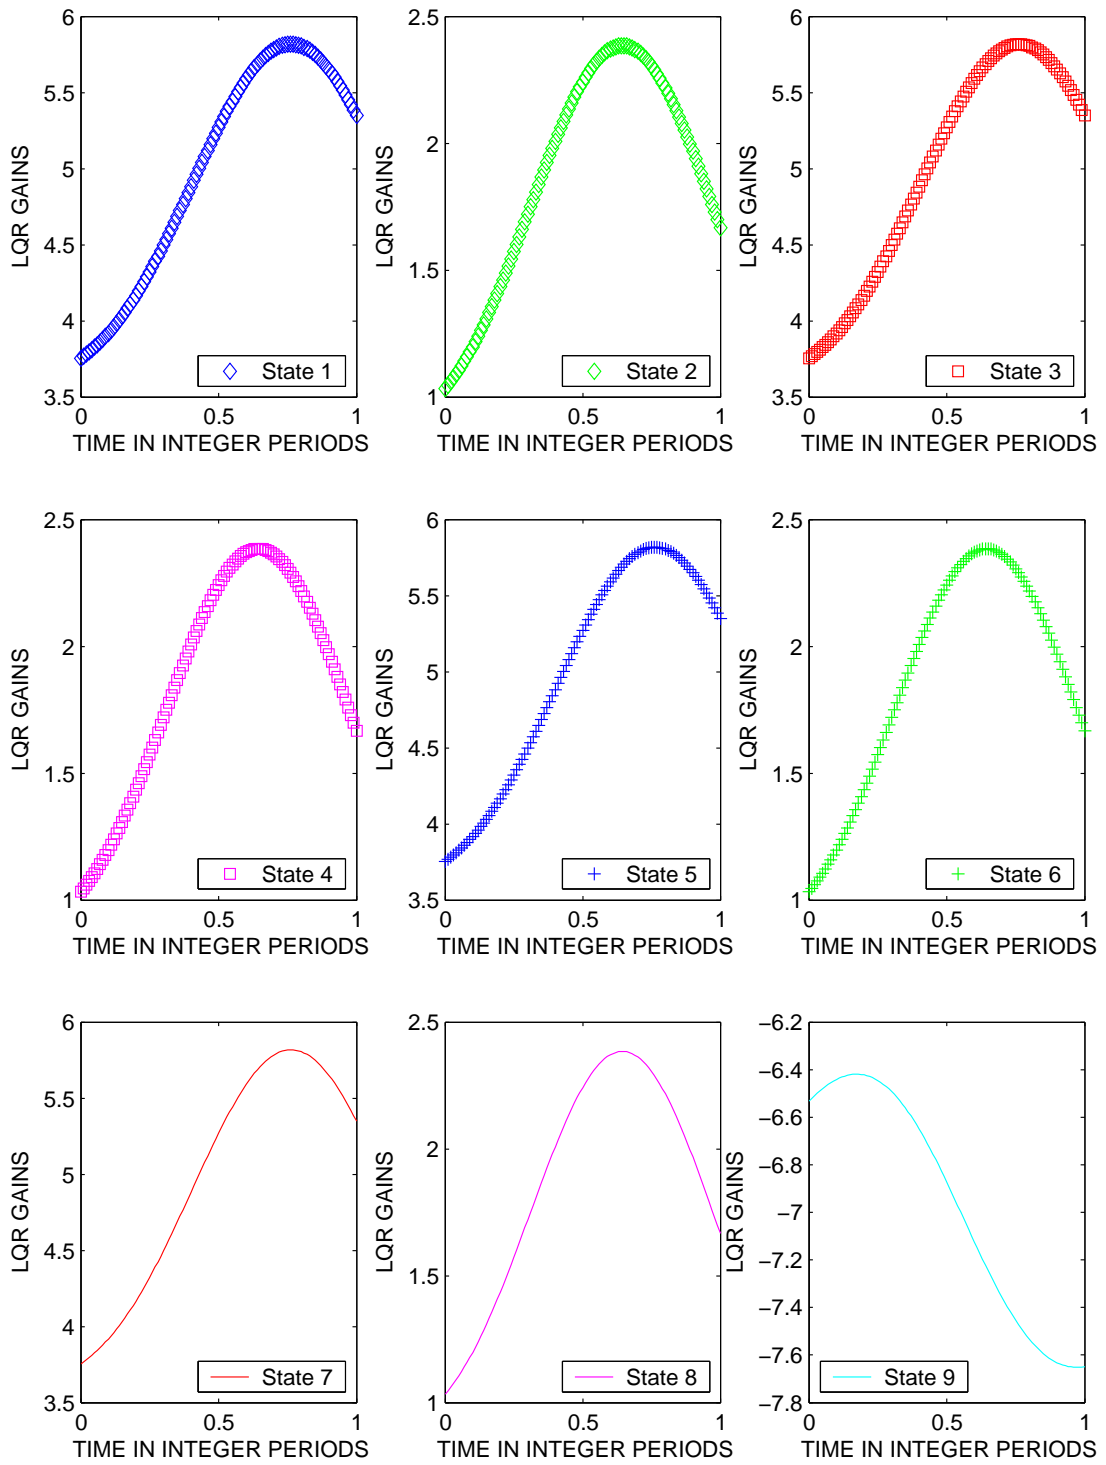 6
5.5
5
4.5
4
3.5
0 0.5 1
LQR GAINS
TIME IN INTEGER PERIODS
State 1
2.5
2
1.5
1
0 0.5 1
LQR GAINS
TIME IN INTEGER PERIODS
State 2
6
5.5
5
4.5
4
3.5
0 0.5 1
LQR GAINS
TIME IN INTEGER PERIODS
State 3
2.5
2
1.5
1
0 0.5 1
LQR GAINS
TIME IN INTEGER PERIODS
State 4
6
5.5
5
4.5
4
3.5
0 0.5 1
LQR GAINS
TIME IN INTEGER PERIODS
State 5
2.5
2
1.5
1
0 0.5 1
LQR GAINS
TIME IN INTEGER PERIODS
State 6
6
5.5
5
4.5
4
3.5
0 0.5 1
LQR GAINS
TIME IN INTEGER PERIODS
State 7
2.5
2
1.5
1
0 0.5 1
LQR GAINS
TIME IN INTEGER PERIODS
State 8
−6.2
−6.4
−6.6
−6.8
−7
−7.2
−7.4
−7.6
−7.8
0 0.5 1
LQR GAINS
TIME IN INTEGER PERIODS
State 9